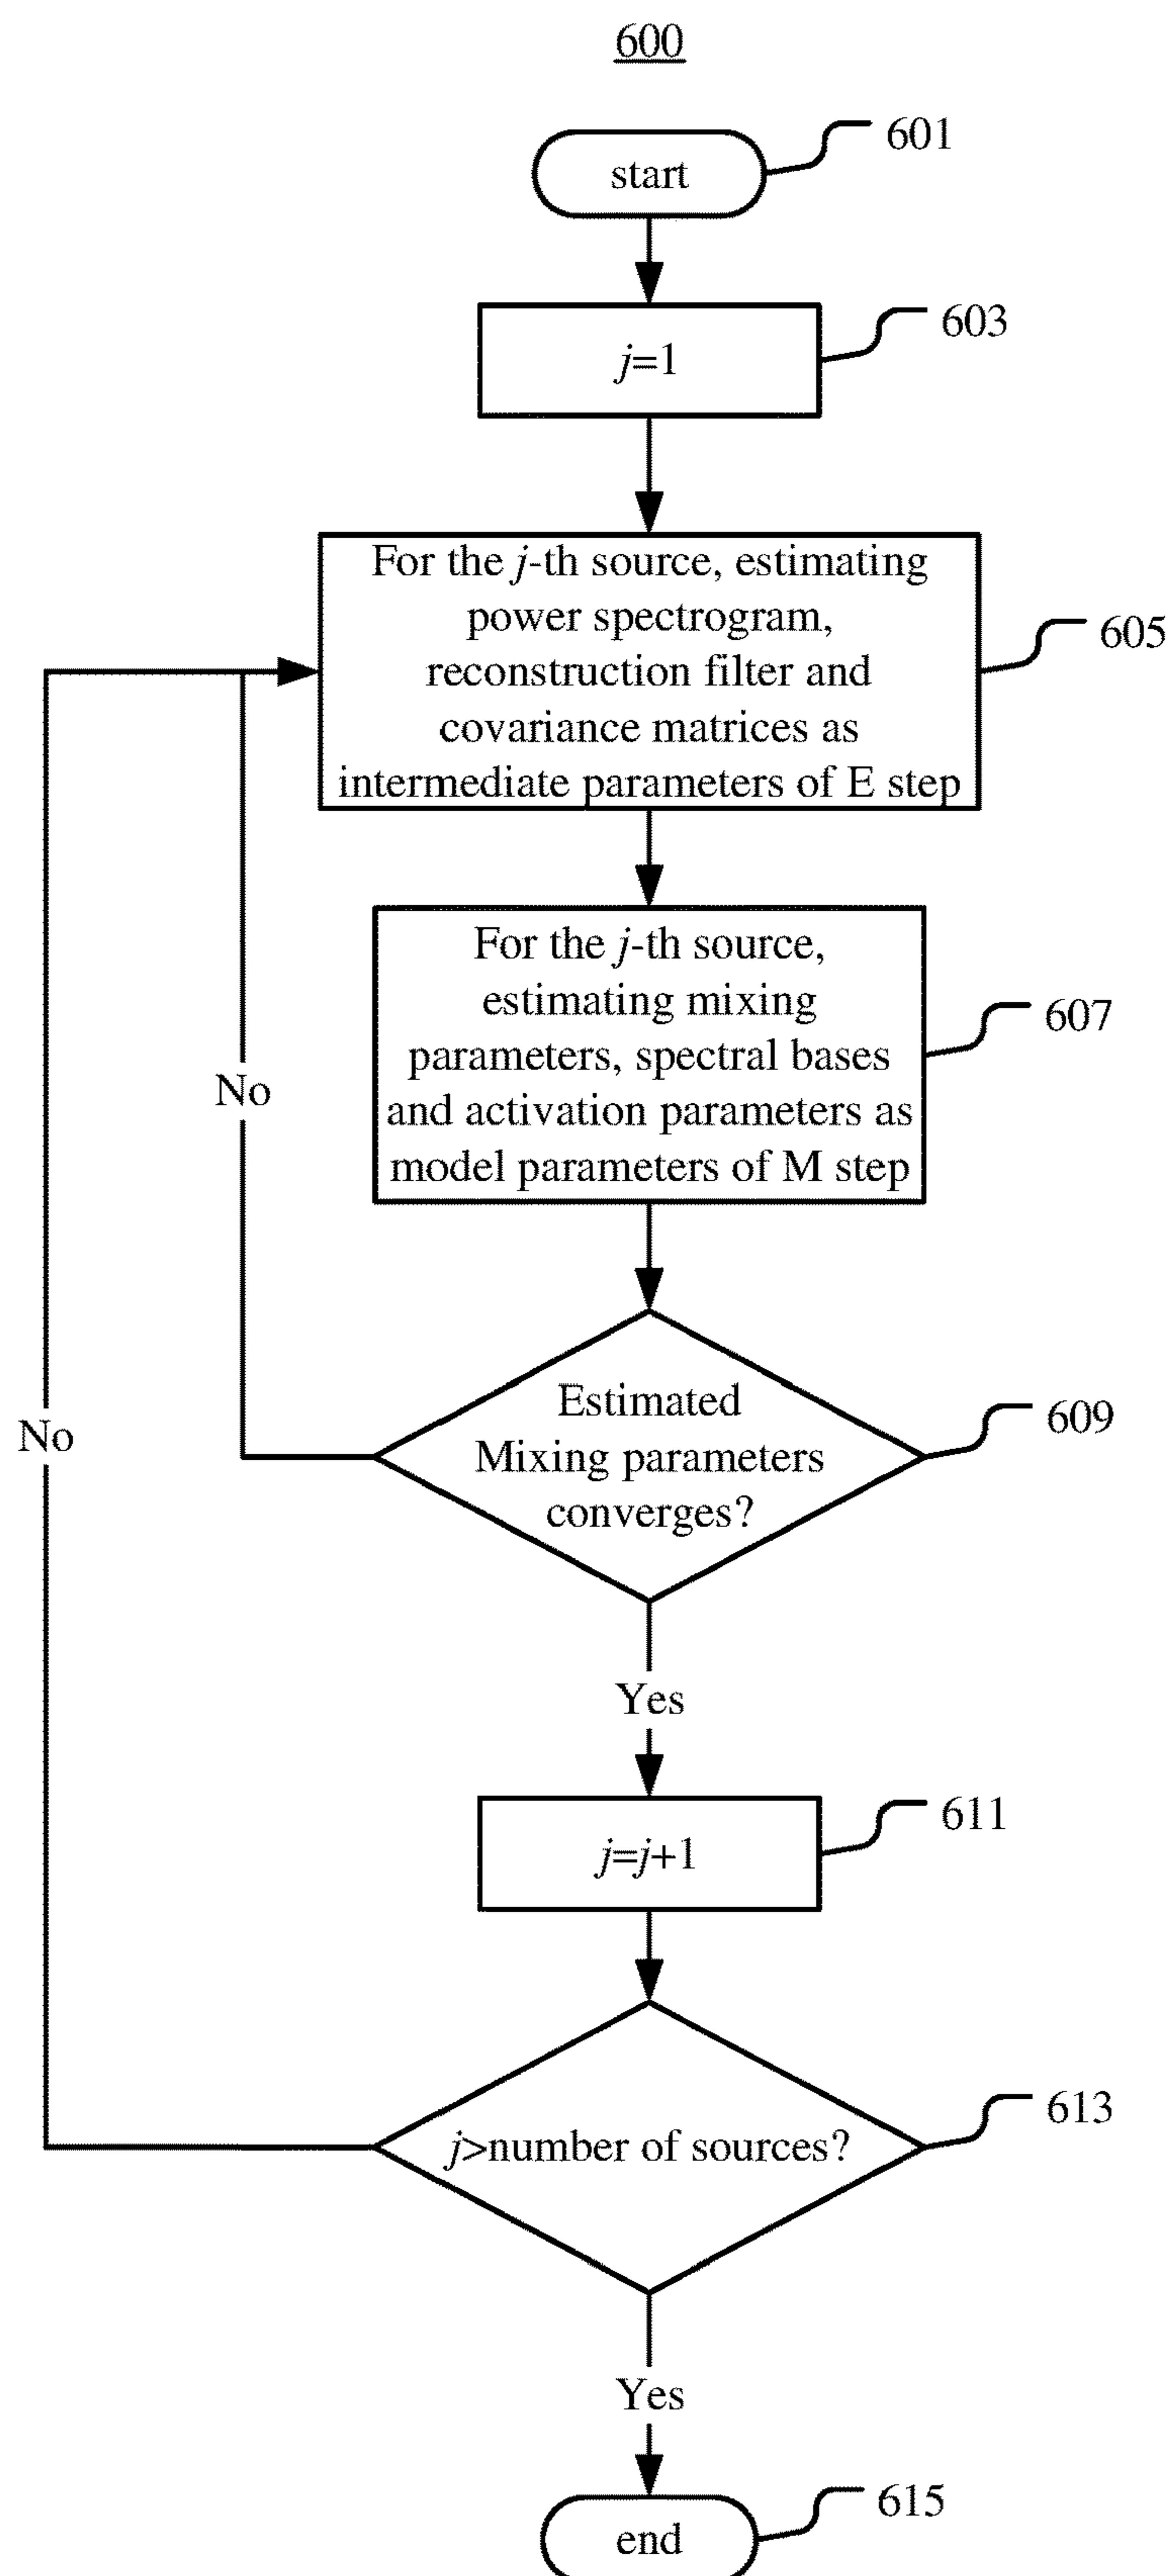 600
start
601
j=1
603
For the j-th source, estimating
power spectrogram,
reconstruction filter and
covariance matrices as
intermediate parameters of E step
605
For the j-th source,
estimating mixing
parameters, spectral bases
and activation parameters as
model parameters of M step
607
No
Estimated
Mixing parameters
converges?
609
No
Yes
j=j+1
611
j>number of sources?
613
Yes
end
615